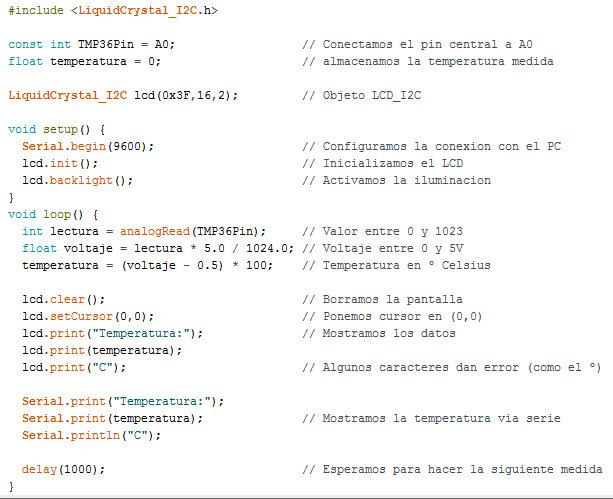 #include <LiquidCrystal_I2C.h>
const int TMP36Pin = A0; // Conectamos el pin central a A0
float temperatura = 0; // almacenamos la temperatura medida
LiquidCrystal_I2C lcd(0x3F,16,2); // Objeto LCD_I2C
void setup() {
Serial.begin(9600); // Configuramos la conexion con el PC
lcd.init(); // Inicializamos el LCD
lcd.backlight(); // Activamos la iluminacion
}
void loop() {
int lectura = analogRead(TMP36Pin); // Valor entre 0 y 1023
float voltaje = lectura * 5.0 / 1024.0; // Voltaje entre 0 y 5V
temperatura = (voltaje - 0.5) * 100; // Temperatura en º Celsius
lcd.clear(); // Borramos la pantalla
lcd.setCursor(0,0); // Ponemos cursor en (0,0)
lcd.print("Temperatura:"); // Mostramos los datos
lcd.print(temperatura);
lcd.print("C"); // Algunos caracteres dan error (como el º)
Serial.print("Temperatura:");
Serial.print(temperatura); // Mostramos la temperatura via serie
Serial.println("C");
delay(1000); // Esperamos para hacer la siguiente medida
}